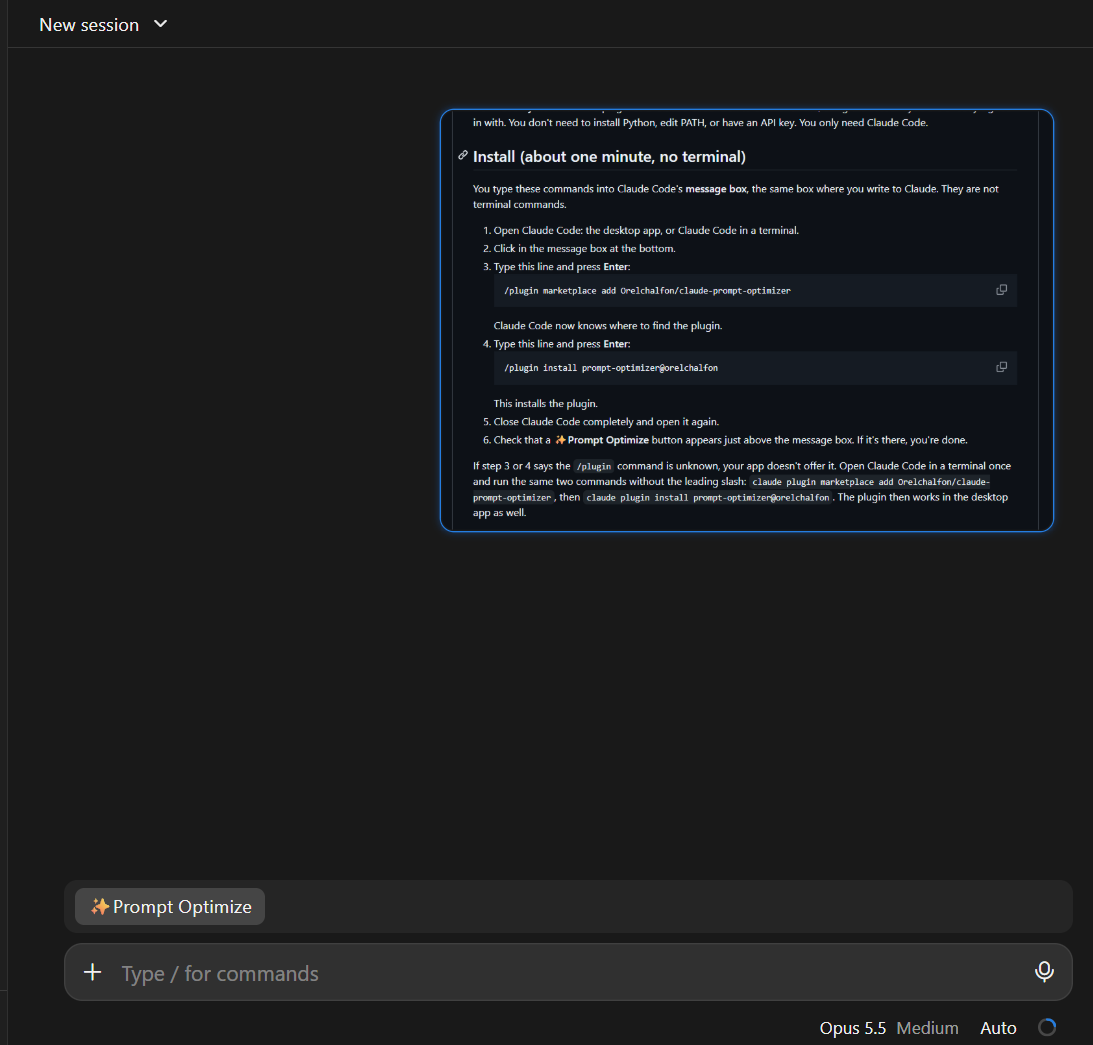 New session
in with. You don't need to install Python, edit PATH, or have an API key. You only need Claude Code.
Install (about one minute, no terminal)
You type these commands into Claude Code's message box, the same box where you write to Claude. They are not
terminal commands.
1. Open Claude Code: the desktop app, or Claude Code in a terminal.
2. Click in the message box at the bottom.
3. Type this line and press Enter:
/plugin marketplace add Orelchalfon/claude-prompt-optimizer
Claude Code now knows where to find the plugin.
4. Type this line and press Enter:
/plugin install prompt-optimizer@orelchalfon
This installs the plugin.
5. Close Claude Code completely and open it again.
6. Check that a ✨Prompt Optimize button appears just above the message box. If it's there, you're done.
If step 3 or 4 says the /plugin command is unknown, your app doesn't offer it. Open Claude Code in a terminal once
and run the same two commands without the leading slash: claude plugin marketplace add Orelchalfon/claude-
prompt-optimizer, then claude plugin install prompt-optimizer@orelchalfon. The plugin then works in the desktop
app as well.
✨Prompt Optimize
Type / for commands
Opus 5.5 Medium Auto